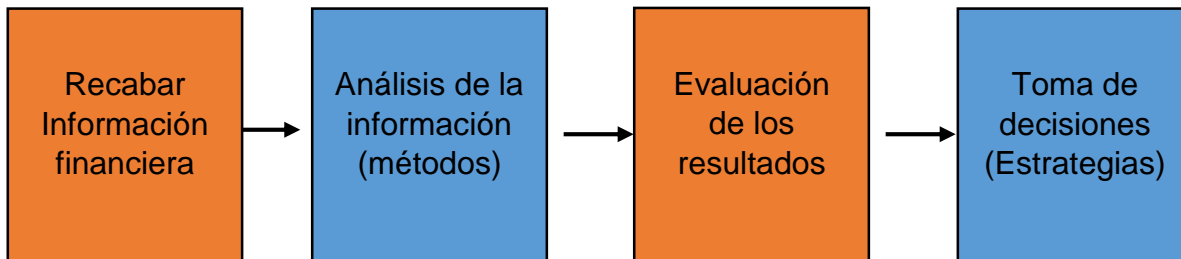 Recabar
Información
financiera
Análisis de la
información
(métodos)
Evaluación
de los
resultados
Toma de
decisiones
(Estrategias)